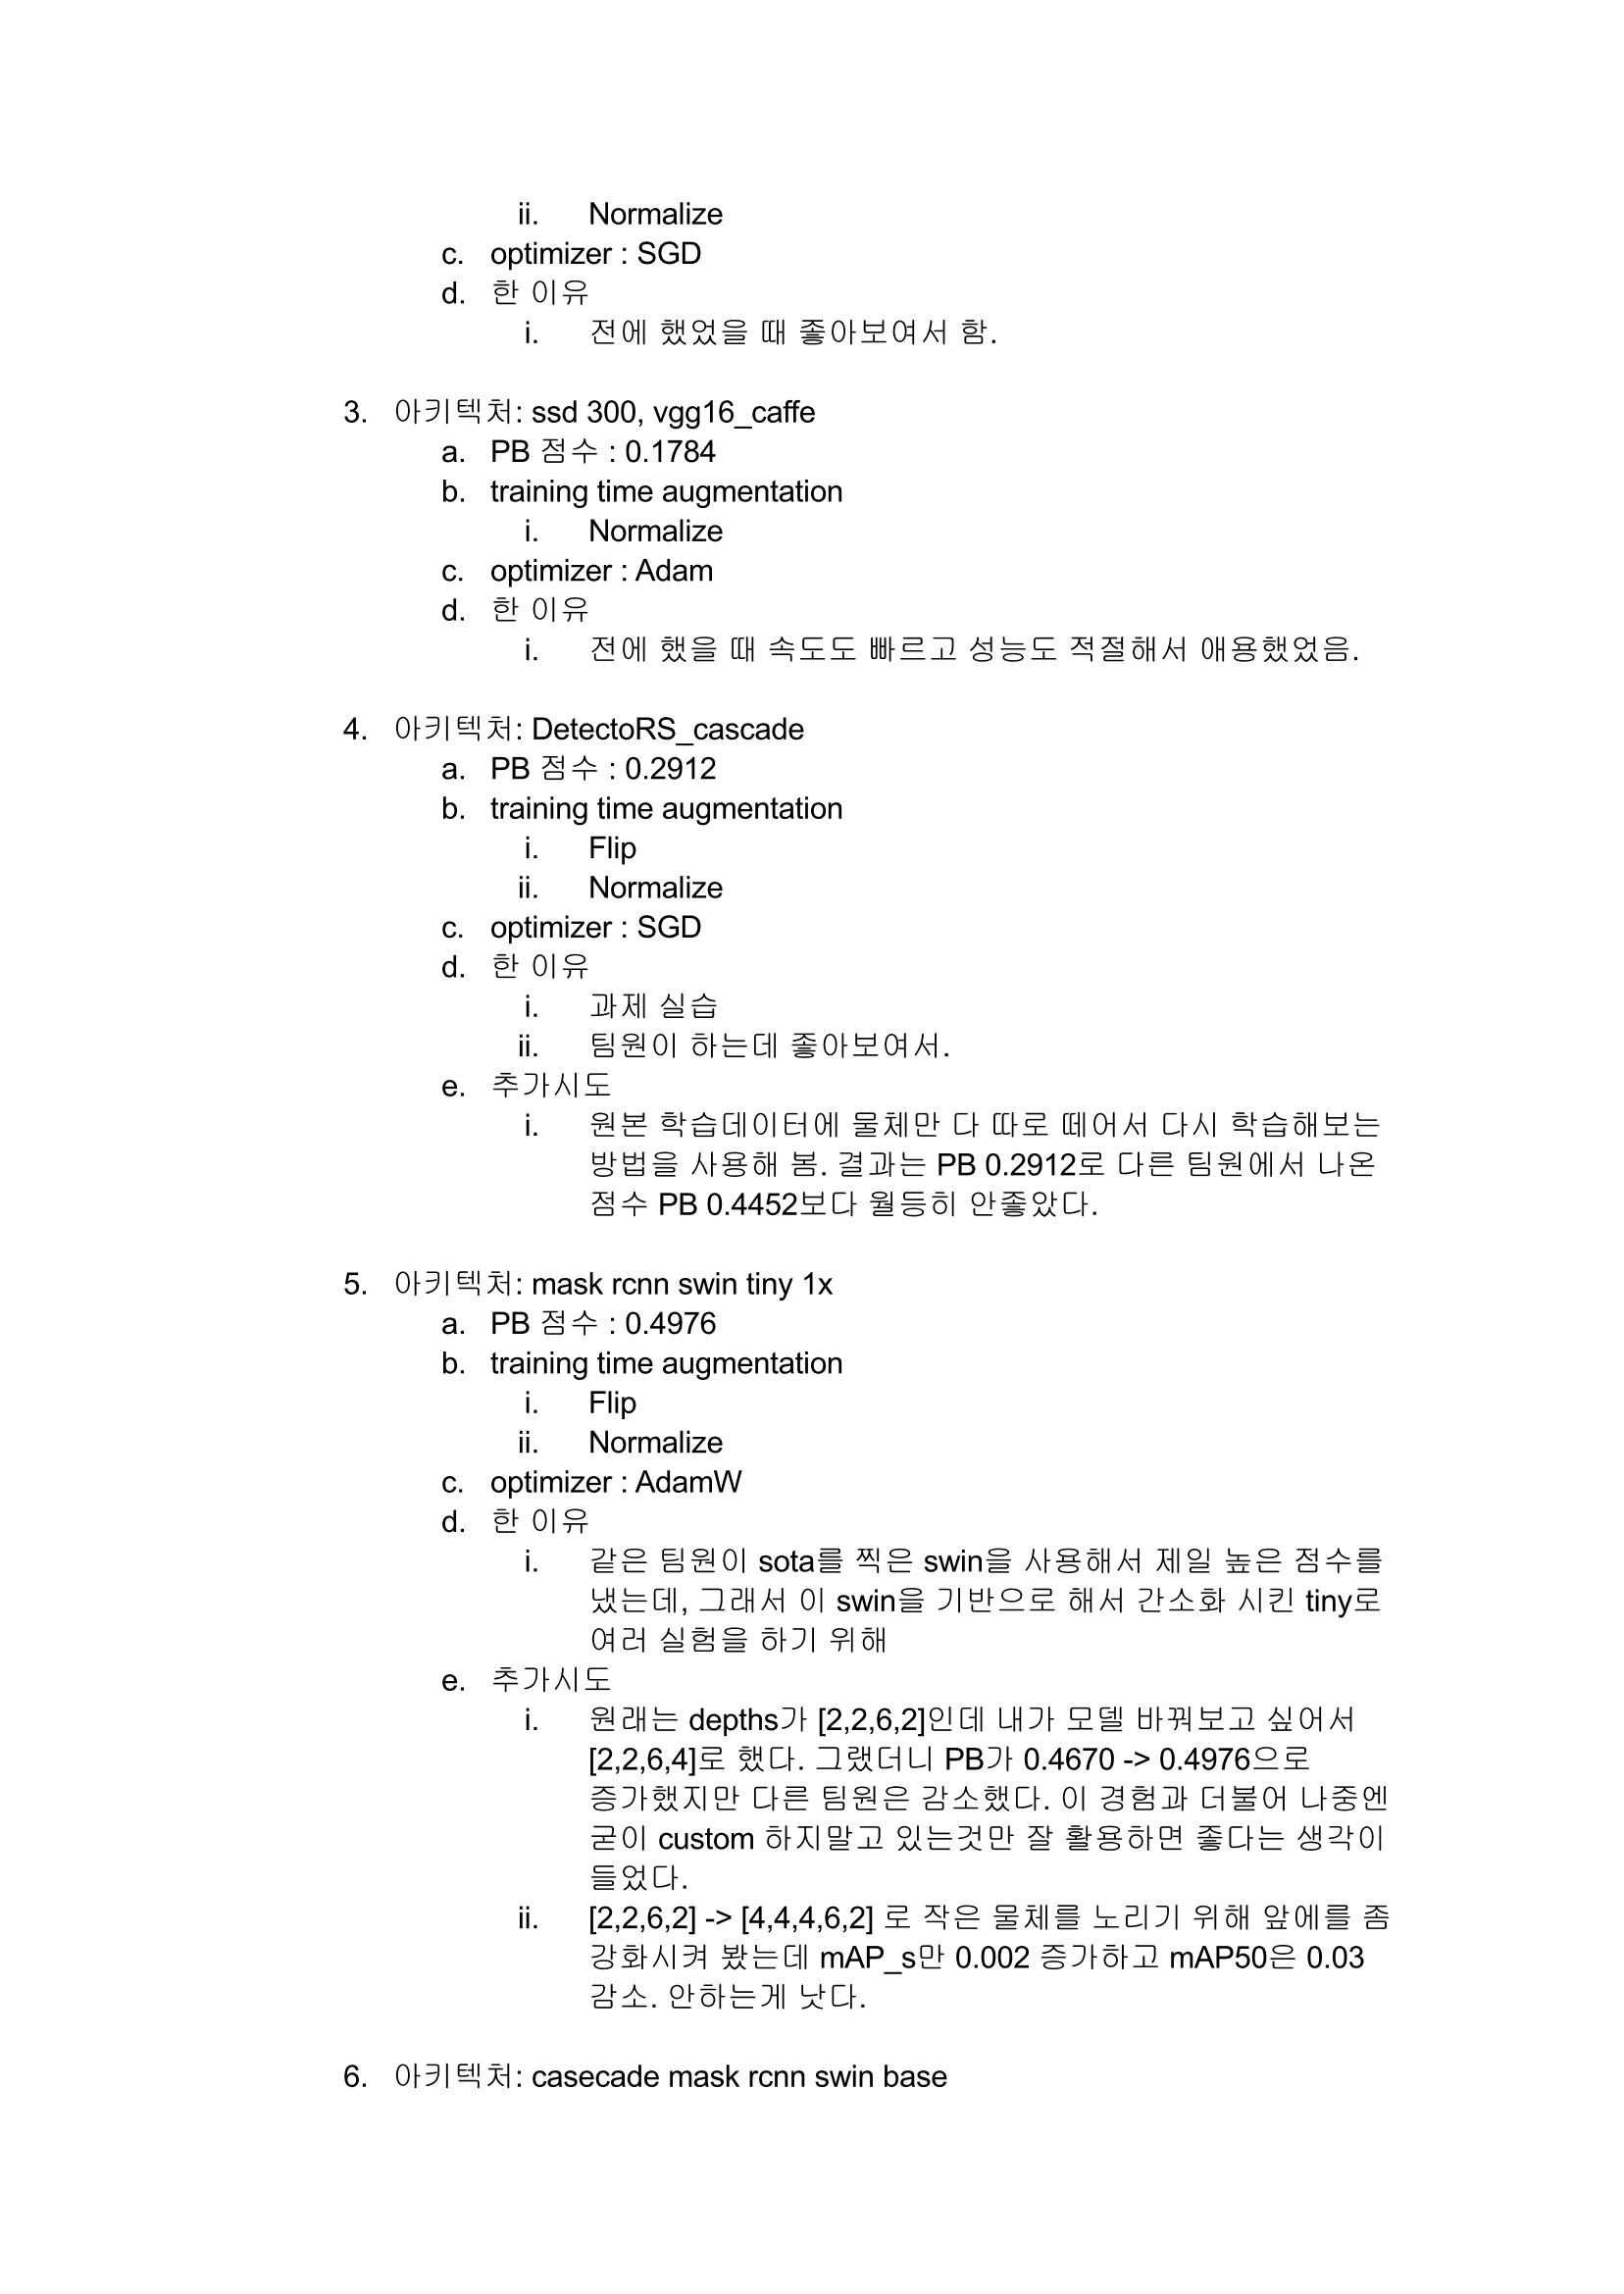 ii. Normalize
c. optimizer : SGD
d. 한 이유
i. 전에 했었을 때 좋아보여서 함.
3. 아키텍처: ssd 300, vgg16_caffe
a. PB 점수 : 0.1784
b. training time augmentation
i. Normalize
c. optimizer : Adam
d. 한 이유
i. 전에 했을 때 속도도 빠르고 성능도 적절해서 애용했었음.
4. 아키텍처: DetectoRS_cascade
a. PB 점수 : 0.2912
b. training time augmentation
i. Flip
ii. Normalize
c. optimizer : SGD
d. 한 이유
i. 과제 실습
ii. 팀원이 하는데 좋아보여서.
e. 추가시도
i. 원본 학습데이터에 물체만 다 따로 떼어서 다시 학습해보는
방법을 사용해 봄. 결과는 PB 0.2912로 다른 팀원에서 나온
점수 PB 0.4452보다 월등히 안좋았다.
5. 아키텍처: mask rcnn swin tiny 1x
a. PB 점수 : 0.4976
b. training time augmentation
i. Flip
ii. Normalize
c. optimizer : AdamW
d. 한 이유
i. 같은 팀원이 sota를 찍은 swin을 사용해서 제일 높은 점수를
냈는데, 그래서 이 swin을 기반으로 해서 간소화 시킨 tiny로
여러 실험을 하기 위해
e. 추가시도
i. 원래는 depths가 [2,2,6,2]인데 내가 모델 바꿔보고 싶어서
[2,2,6,4]로 했다. 그랬더니 PB가 0.4670 -> 0.4976으로
증가했지만 다른 팀원은 감소했다. 이 경험과 더불어 나중엔
굳이 custom 하지말고 있는것만 잘 활용하면 좋다는 생각이
들었다.
ii. [2,2,6,2] -> [4,4,4,6,2] 로 작은 물체를 노리기 위해 앞에를 좀
강화시켜 봤는데 mAP_s만 0.002 증가하고 mAP50은 0.03
감소. 안하는게 낫다.
6. 아키텍처: casecade mask rcnn swin base